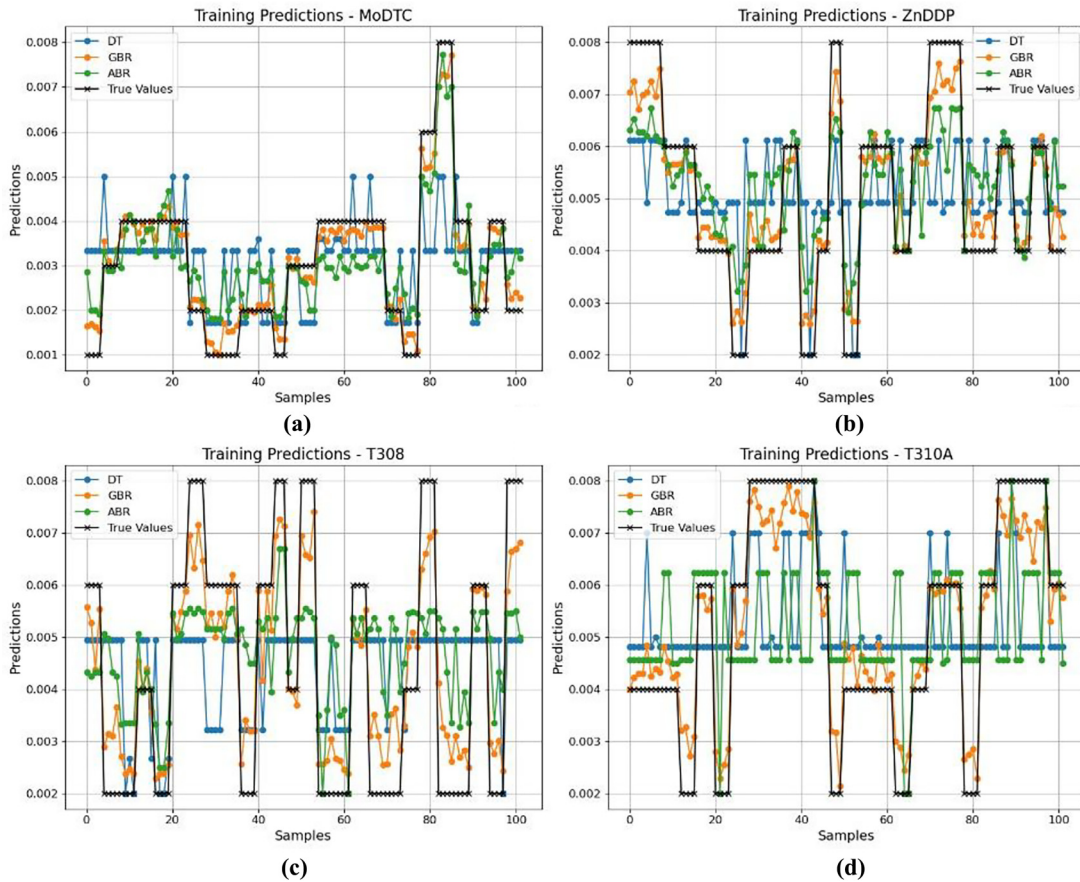 Training Predictions - MoDTC
DT
GBR
ABR
True Values
0.008
0.007
0.006
0.005
0.004
0.003
0.002
0.001
Predictions
0 20 40 60 80 100
Samples
(a)
Training Predictions - ZnDDP
DT
GBR
ABR
True Values
0.008
0.007
0.006
0.005
0.004
0.003
0.002
Predictions
0 20 40 60 80 100
Samples
(b)
Training Predictions - T308
DT
GBR
ABR
True Values
0.008
0.007
0.006
0.005
0.004
0.003
0.002
Predictions
0 20 40 60 80 100
Samples
(c)
Training Predictions - T310A
DT
GBR
ABR
True Values
0.008
0.007
0.006
0.005
0.004
0.003
0.002
Predictions
0 20 40 60 80 100
Samples
(d)